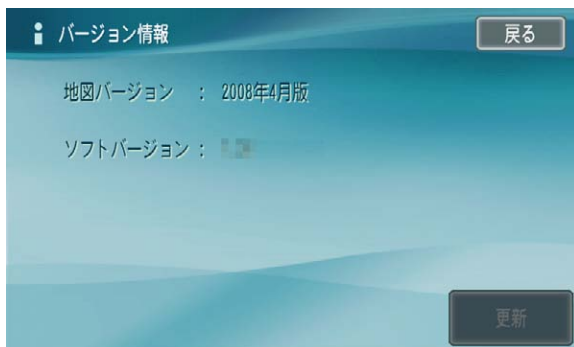 バージョン情報
戻る
地図バージョン : 2008年4月版
ソフトバージョン :
更新